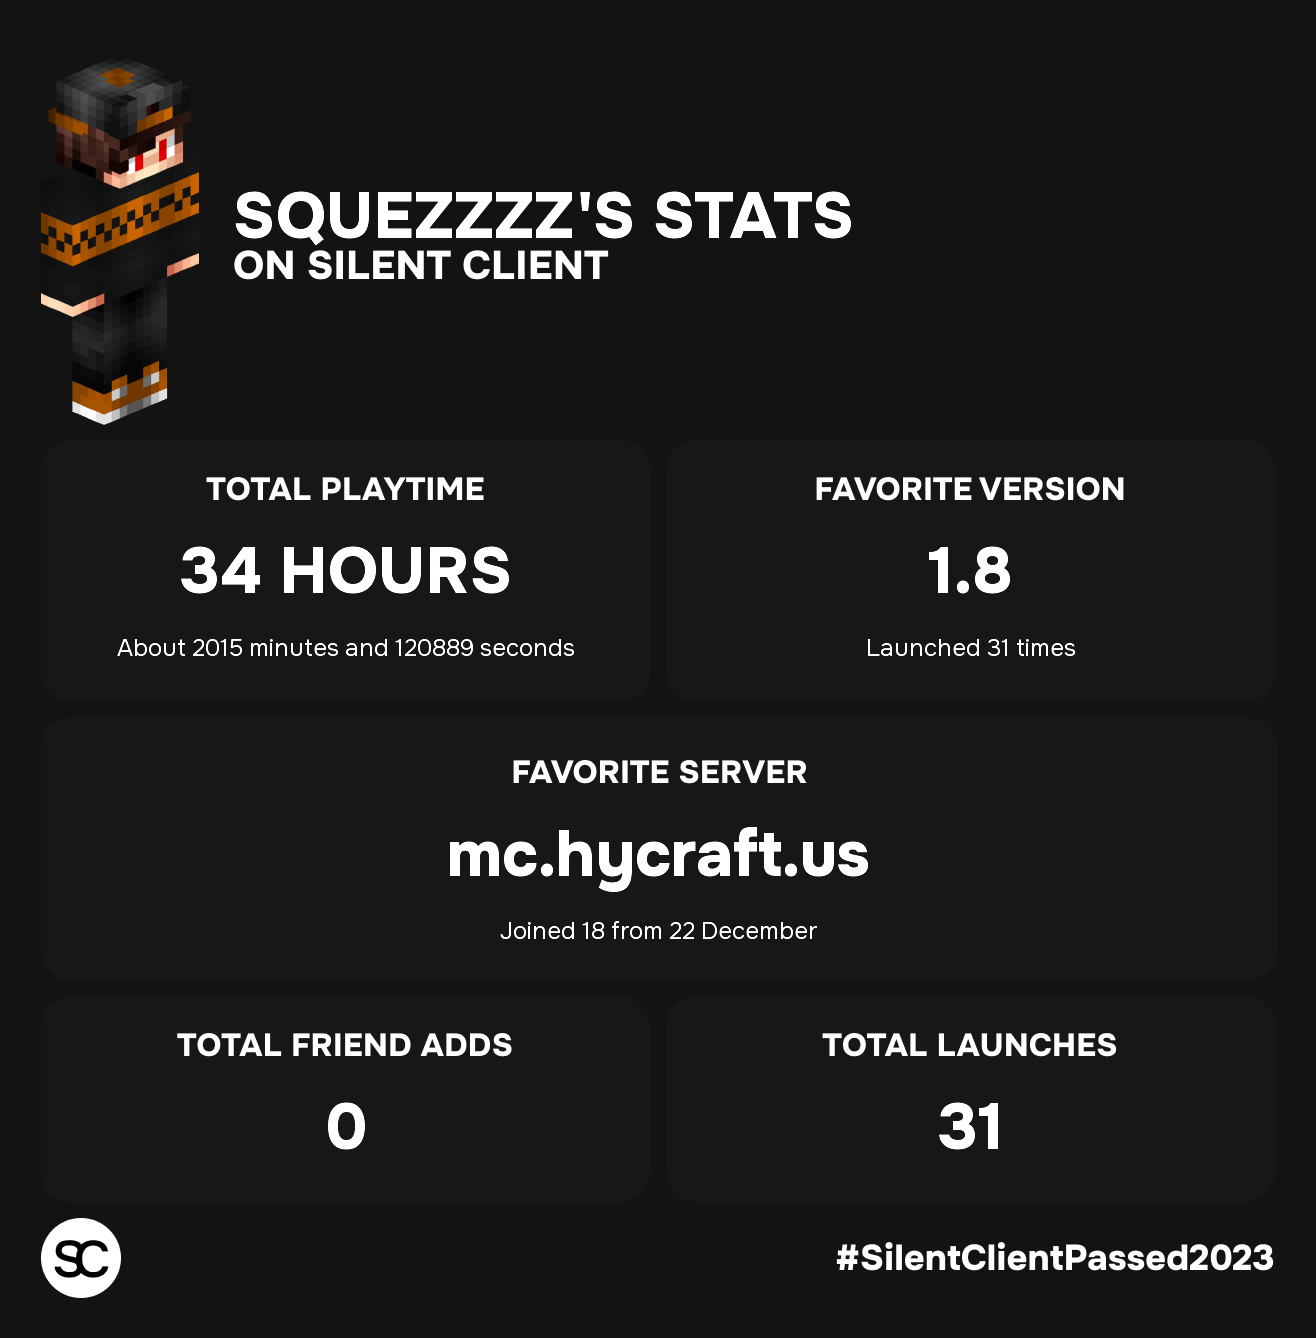 SQUEZZZZ'S STATS
ON SILENT CLIENT
TOTAL PLAYTIME
34 HOURS
About 2015 minutes and 120889 seconds
FAVORITE VERSION
1.8
Launched 31 times
FAVORITE SERVER
mc.hycraft.us
Joined 18 from 22 December
TOTAL FRIEND ADDS
0
TOTAL LAUNCHES
31
SC
#SilentClientPassed2023